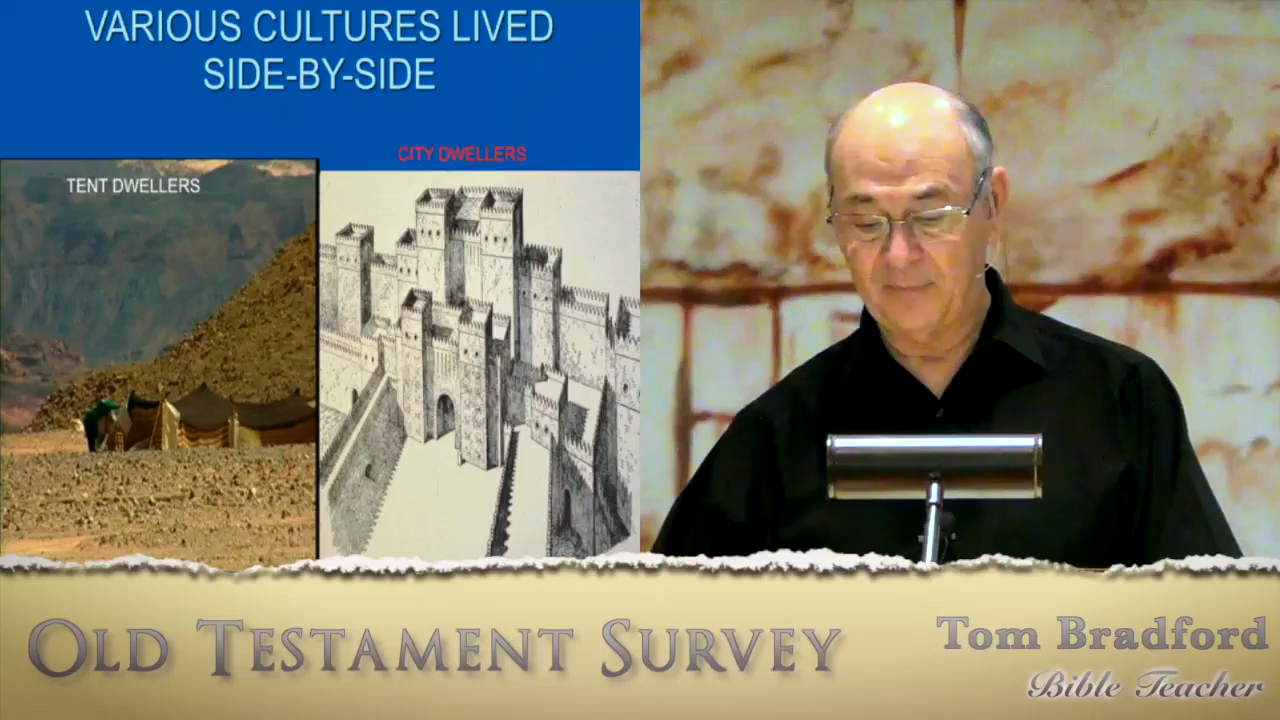 VARIOUS CULTURES LIVED
SIDE-BY-SIDE
CITY DWELLERS
TENT DWELLERS
Old Testament Survey
Tom Bradford
Bible Teacher